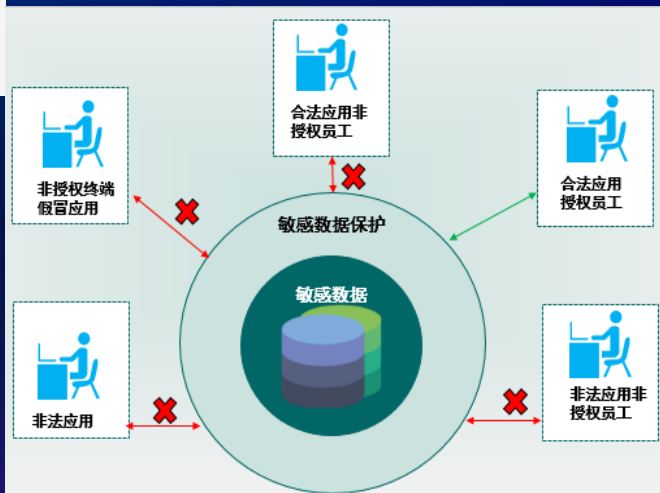 合法应用非
授权员工
非授权终端
假冒应用
合法应用
授权员工
敏感数据保护
敏感数据
非法应用
非法应用非
授权员工